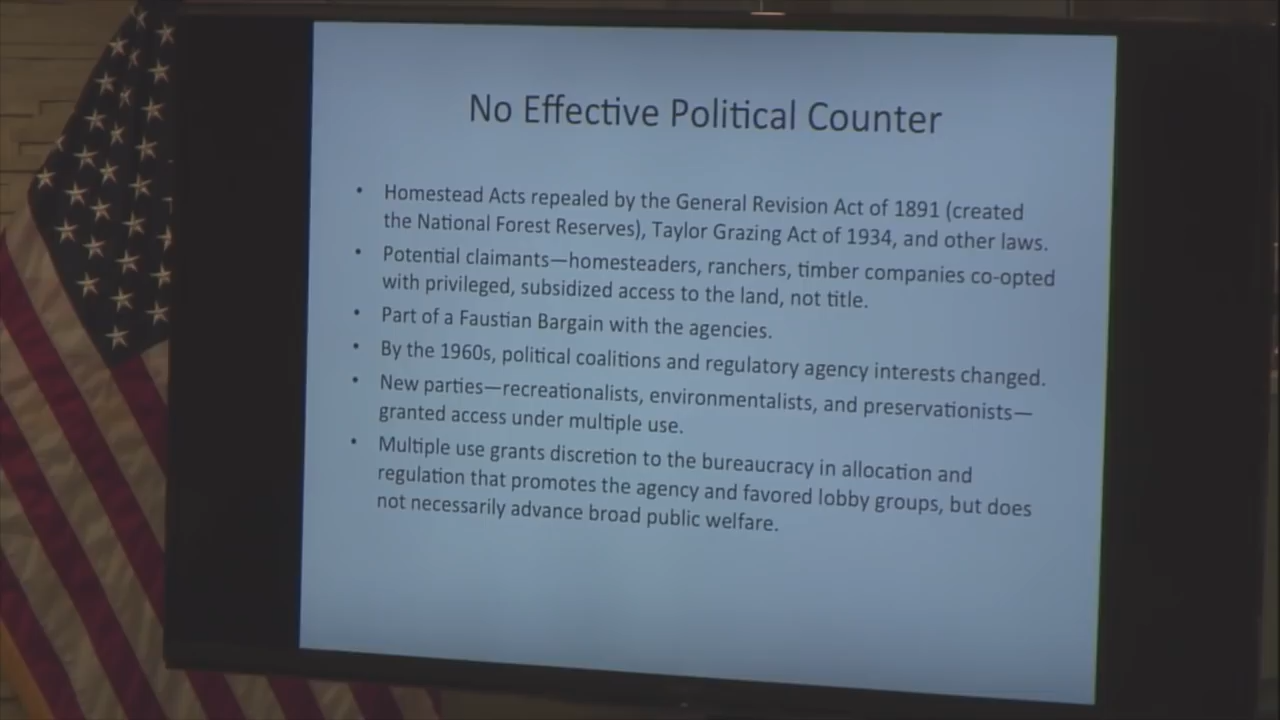 No Effective Political Counter
• Homestead Acts repealed by the General Revision Act of 1891 (created
the National Forest Reserves), Taylor Grazing Act of 1934, and other laws.
• Potential claimants—homesteaders, ranchers, timber companies co-opted
with privileged, subsidized access to the land, not title.
• Part of a Faustian Bargain with the agencies.
• By the 1960s, political coalitions and regulatory agency interests changed.
• New parties—recreationalists, environmentalists, and preservationists—
granted access under multiple use.
• Multiple use grants discretion to the bureaucracy in allocation and
regulation that promotes the agency and favored lobby groups, but does
not necessarily advance broad public welfare.